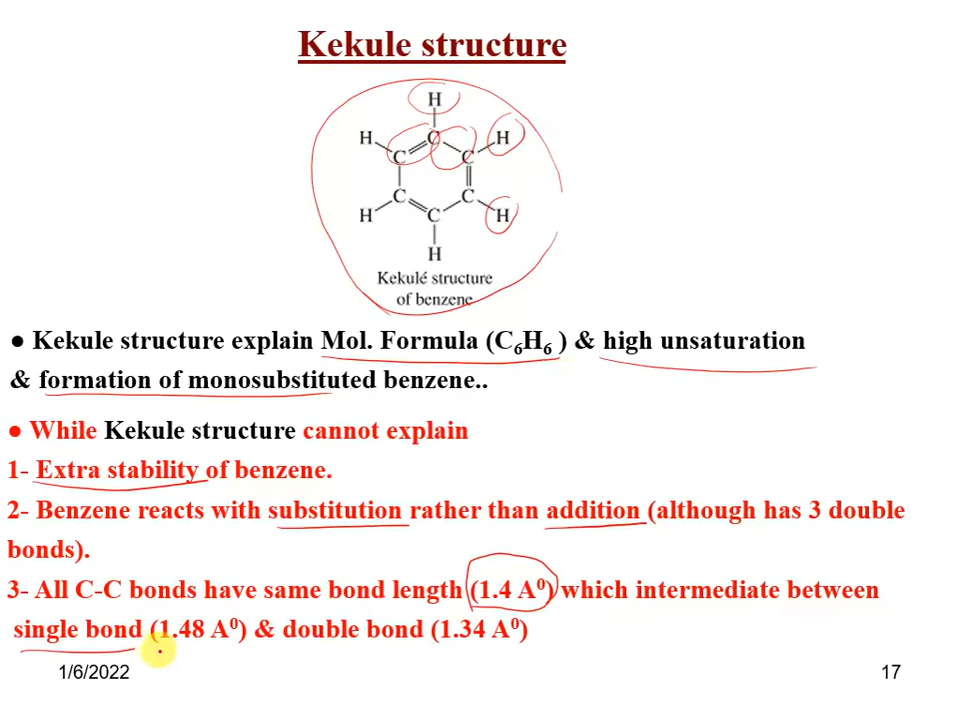 Kekule structure
H
H C H
C C
C C
H C H
H
Kekulé structure
of benzene
● Kekule structure explain Mol. Formula (C₆H₆ ) & high unsaturation
& formation of monosubstituted benzene..
● While Kekule structure cannot explain
1- Extra stability of benzene.
2- Benzene reacts with substitution rather than addition (although has 3 double
bonds).
3- All C-C bonds have same bond length (1.4 A⁰) which intermediate between
single bond (1.48 A⁰) & double bond (1.34 A⁰)
1/6/2022 17